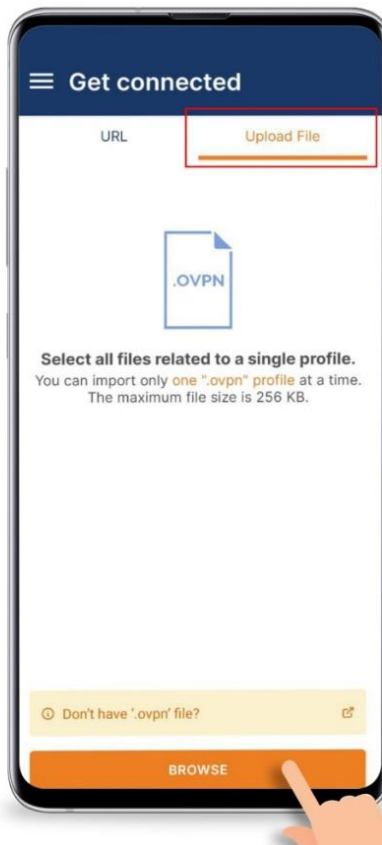 Get connected
URL
Upload File
.OVPN
Select all files related to a single profile.
You can import only one ".ovpn" profile at a time.
The maximum file size is 256 KB.
Don't have '.ovpn' file?
BROWSE